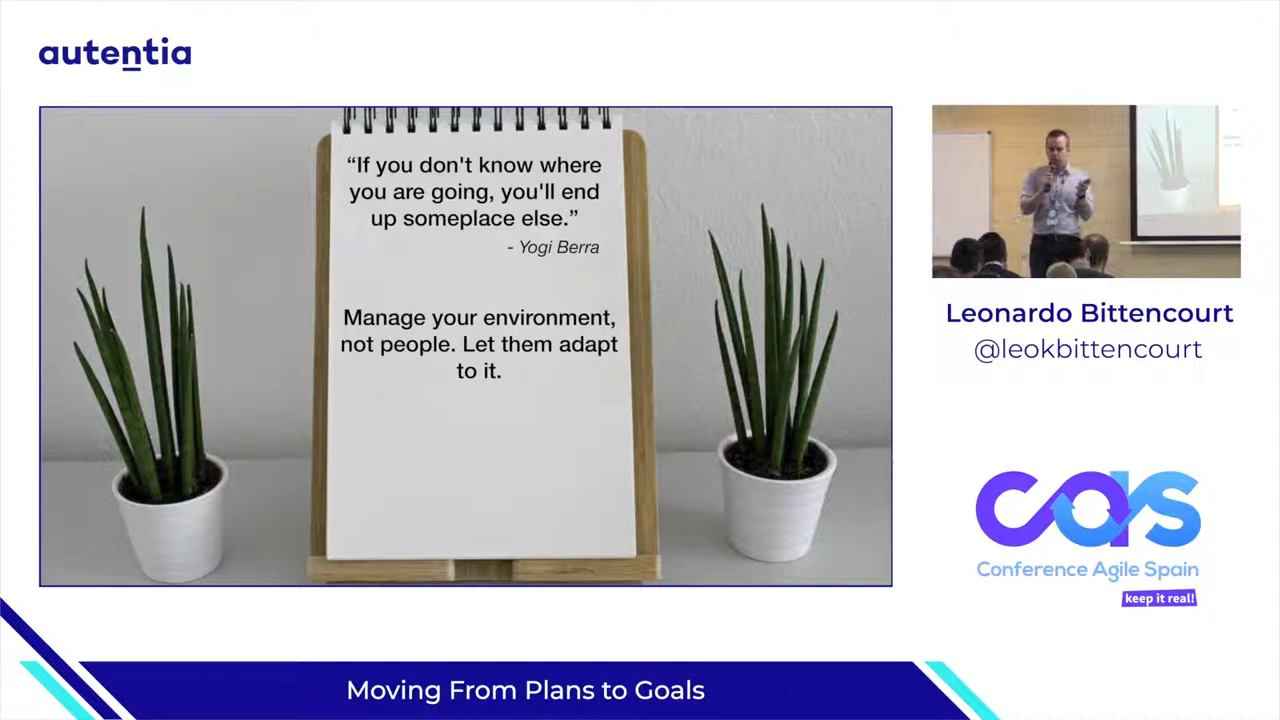 autentia
“If you don't know where
you are going, you'll end
up someplace else.”
- Yogi Berra
Manage your environment,
not people. Let them adapt
to it.
Leonardo Bittencourt
@leokbittencourt
cas
Conference Agile Spain
keep it real!
Moving From Plans to Goals